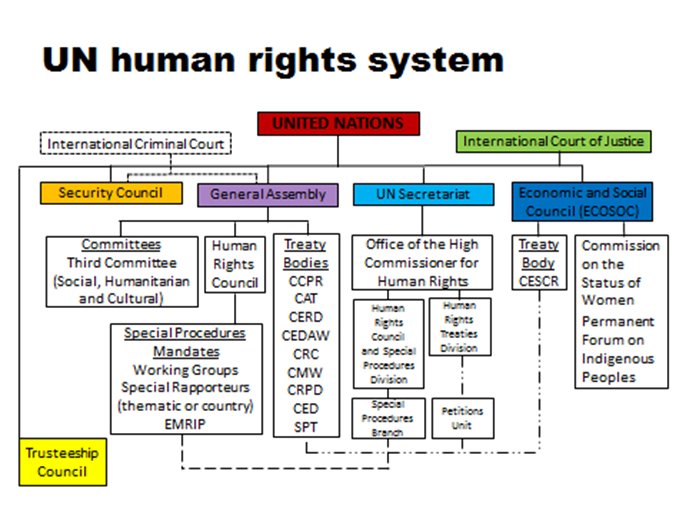 UN human rights system
UNITED NATIONS
International Criminal Court
International Court of Justice
Security Council
General Assembly
UN Secretariat
Economic and Social
Council (ECOSOC)
Committees
Third Committee
(Social, Humanitarian
and Cultural)
Human
Rights
Council
Treaty
Bodies
CCPR
CAT
CERD
CEDAW
CRC
CMW
CRPD
CED
SPT
Office of the High
Commissioner for
Human Rights
Treaty
Body
CESCR
Commission
on the
Status of
Women
Permanent
Forum on
Indigenous
Peoples
Special Procedures
Mandates
Working Groups
Special Rapporteurs
(thematic or country)
EMRIP
Human
Rights
Council
and Special
Procedures
Division
Human
Rights
Treaties
Division
Special
Procedures
Branch
Petitions
Unit
Trusteeship
Council